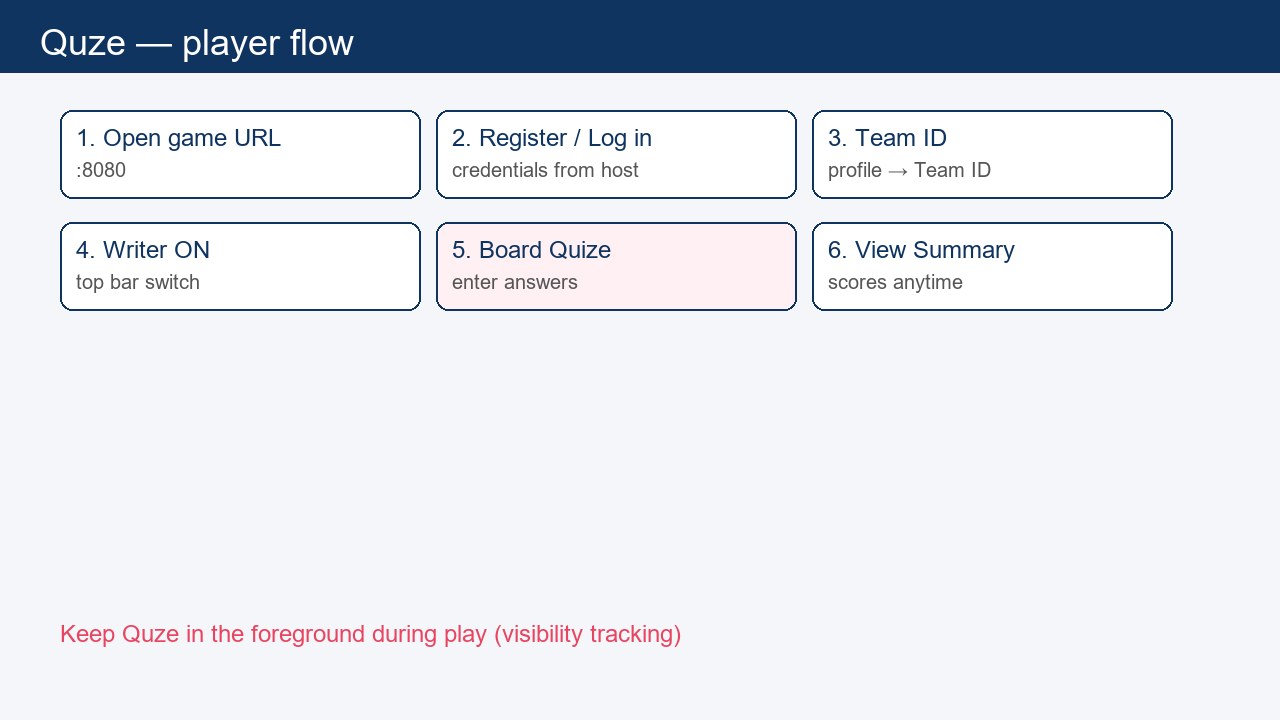 Quze — player flow
1. Open game URL
:8080
2. Register / Log in
credentials from host
3. Team ID
profile → Team ID
4. Writer ON
top bar switch
5. Board Quize
enter answers
6. View Summary
scores anytime
Keep Quze in the foreground during play (visibility tracking)